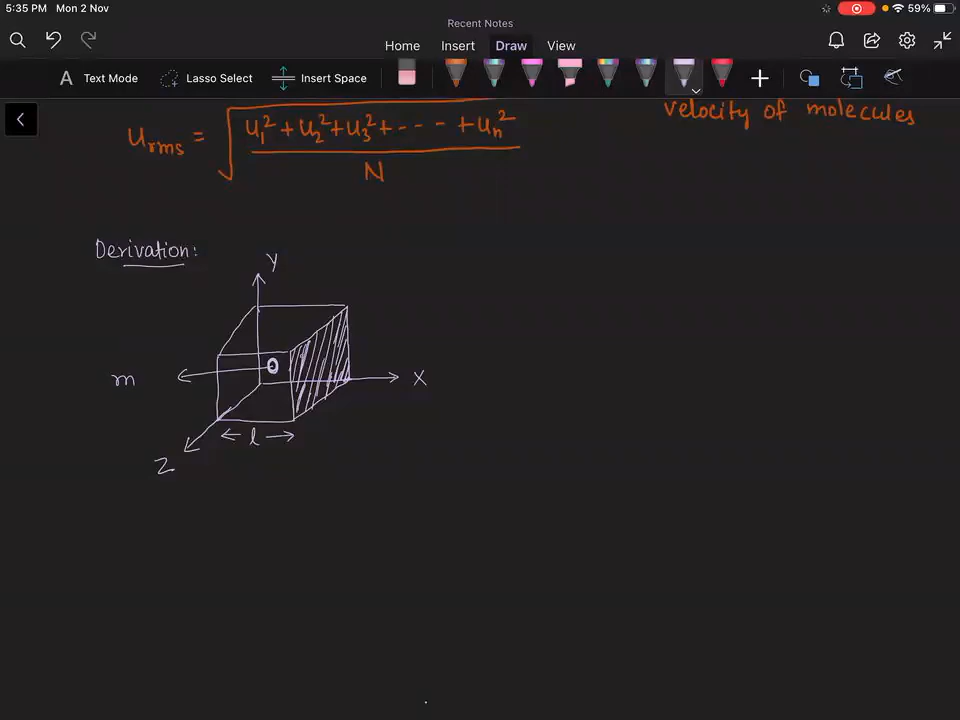 5:35 PM Mon 2 Nov
59%
Recent Notes
Home Insert Draw View
A Text Mode Lasso Select Insert Space
velocity of molecules
u_rms = √((u₁² + u₂² + u₃² + - - - - + uₙ²) / N)
Derivation:
Y
m
X
l
Z